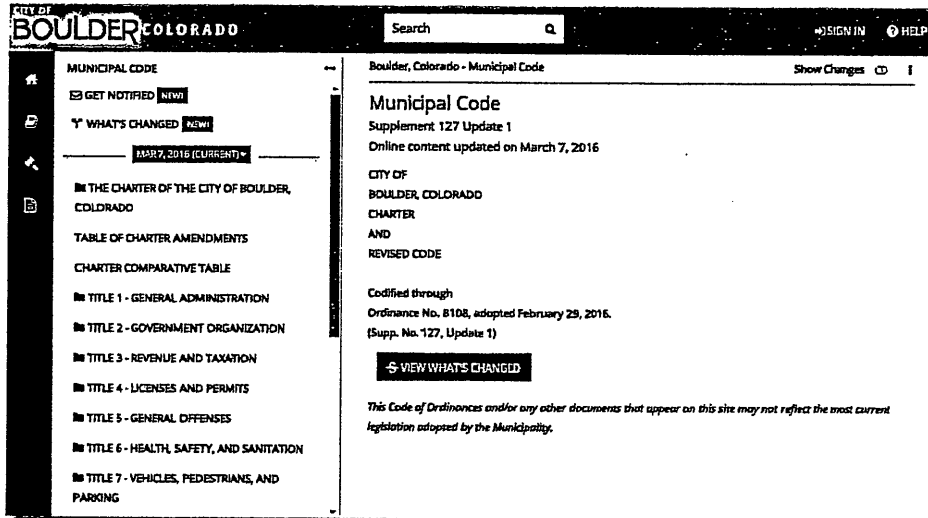 CITY OF
BOULDER COLORADO
Search
SIGN IN
HELP
MUNICIPAL CODE
GET NOTIFIED NEW!
WHAT'S CHANGED NEW!
MAR 7, 2016 (CURRENT)
THE CHARTER OF THE CITY OF BOULDER,
COLORADO
TABLE OF CHARTER AMENDMENTS
CHARTER COMPARATIVE TABLE
TITLE 1 - GENERAL ADMINISTRATION
TITLE 2 - GOVERNMENT ORGANIZATION
TITLE 3 - REVENUE AND TAXATION
TITLE 4 - LICENSES AND PERMITS
TITLE 5 - GENERAL OFFENSES
TITLE 6 - HEALTH, SAFETY, AND SANITATION
TITLE 7 - VEHICLES, PEDESTRIANS, AND
PARKING
Boulder, Colorado - Municipal Code
Show Changes
Municipal Code
Supplement 127 Update 1
Online content updated on March 7, 2016
CITY OF
BOULDER, COLORADO
CHARTER
AND
REVISED CODE
Codified through
Ordinance No. 8108, adopted February 29, 2016.
(Supp. No. 127, Update 1)
VIEW WHAT'S CHANGED
This Code of Ordinances and/or any other documents that appear on this site may not reflect the most current
legislation adopted by the Municipality.